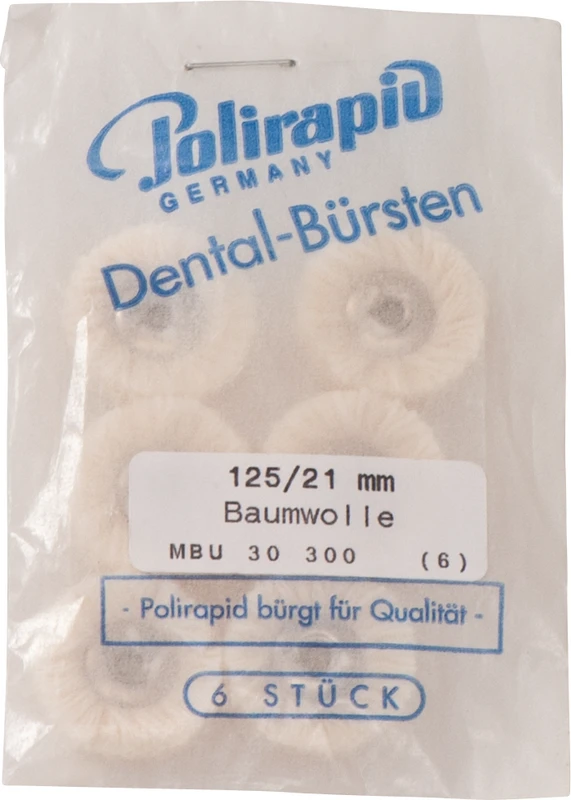 Polirapid
GERMANY
Dental-Bürsten
125/21 mm
Baumwolle
MBU 30 300 (6)
- Polirapid bürgt für Qualität -
6 STÜCK